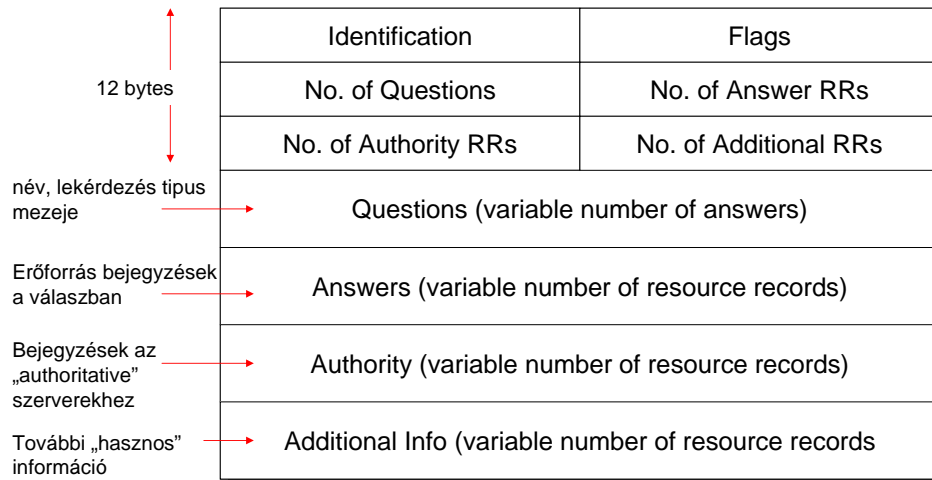 Identification
Flags
12 bytes
No. of Questions
No. of Answer RRs
No. of Authority RRs
No. of Additional RRs
név, lekérdezés tipus
mezeje
Questions (variable number of answers)
Erőforrás bejegyzések
a válaszban
Answers (variable number of resource records)
Bejegyzések az
„authoritative”
szerverekhez
Authority (variable number of resource records)
További „hasznos”
információ
Additional Info (variable number of resource records